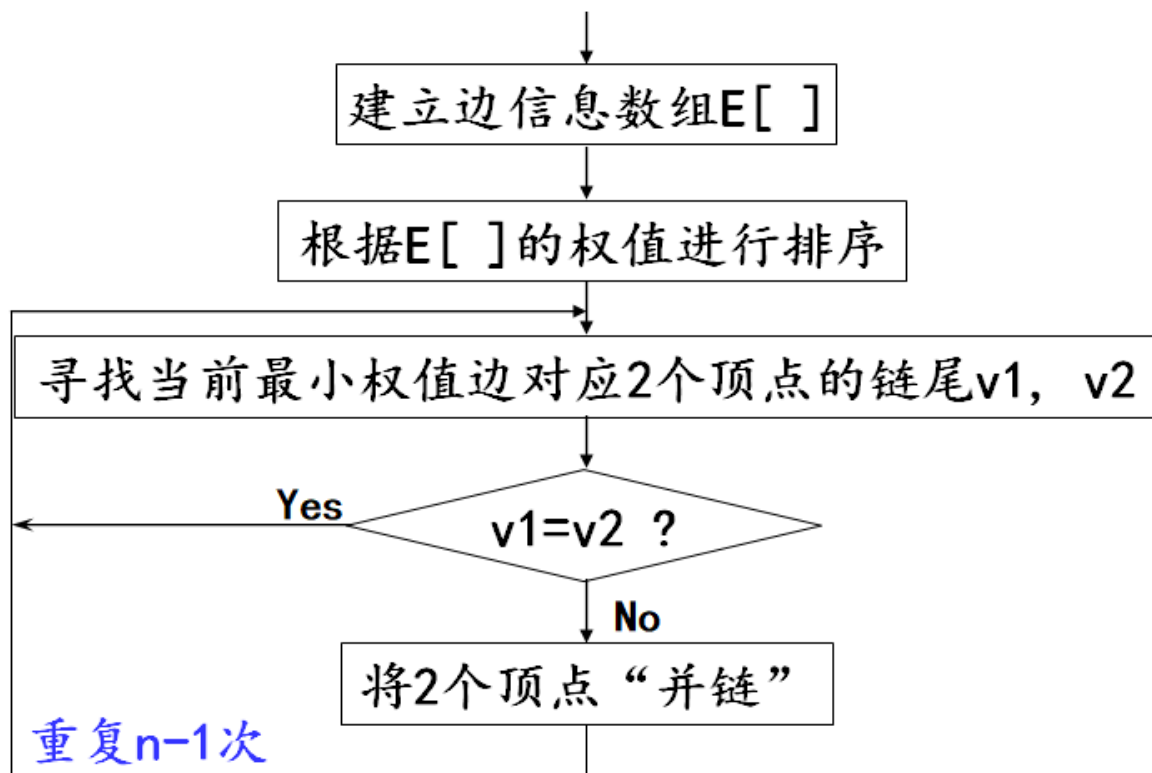 建立边信息数组E[ ]
根据E[ ]的权值进行排序
寻找当前最小权值边对应2个顶点的链尾v1, v2
Yes
v1=v2 ?
No
将2个顶点“并链”
重复n-1次